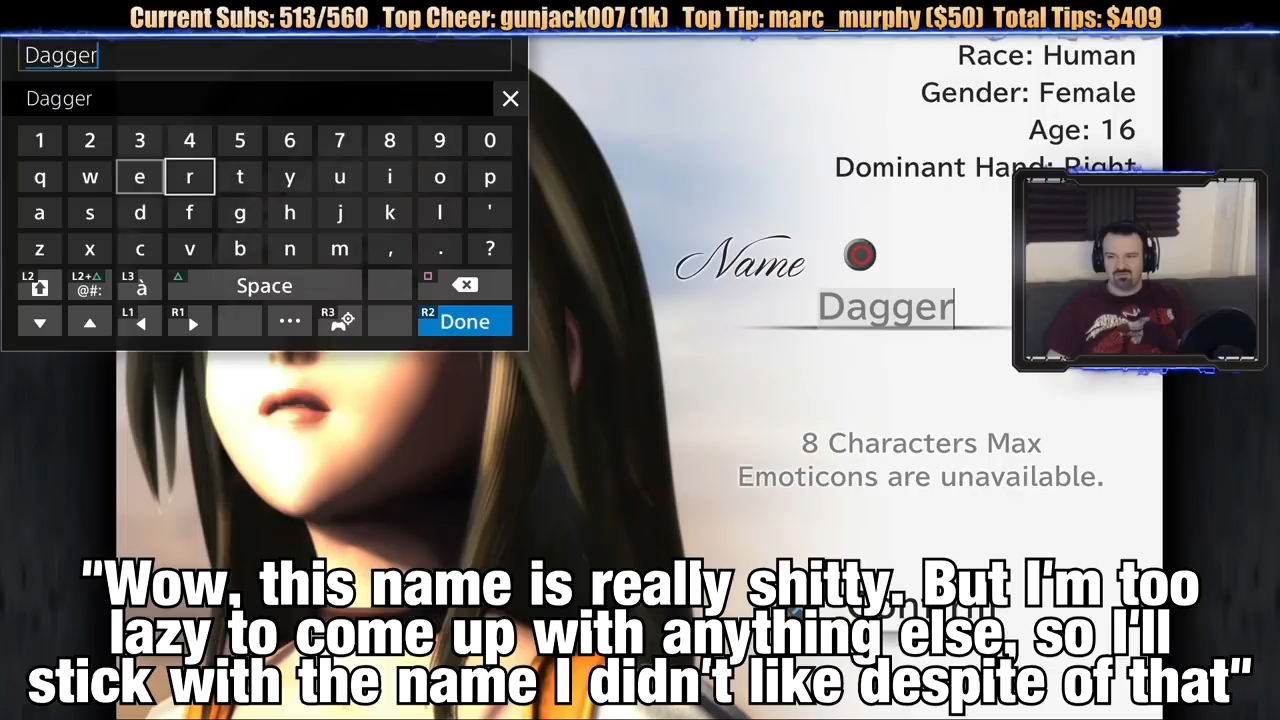 Current Subs: 513/560 Top Cheer: gunjack007 (1k) Top Tip: marc_murphy ($50) Total Tips: $409
Dagger
Dagger
1 2 3 4 5 6 7 8 9 0
q w e r t y u i o p
a s d f g h j k l '
z x c v b n m , . ?
L2 L2+△ @#: L3 à △ Space □
L1 R1 ... R3 R2 Done
Race: Human
Gender: Female
Age: 16
Dominant Hand: Right
Name
Dagger
8 Characters Max
Emoticons are unavailable.
"Wow, this name is really shitty. But I'm too
lazy to come up with anything else, so I'll
stick with the name I didn't like despite of that"